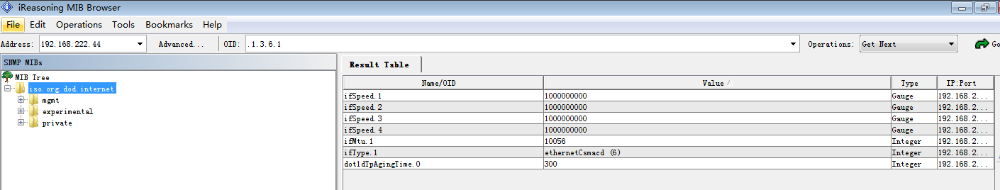 iReasoning MIB Browser
File Edit Operations Tools Bookmarks Help
Address: 192.168.222.44 Advanced... OID: .1.3.6.1 Operations: Get Next Go
SNMP MIBs
MIB Tree
iso.org.dod.internet
mgmt
experimental
private
Result Table
Name/OID Value Type IP:Port
ifSpeed.1 1000000000 Gauge 192.168.2...
ifSpeed.2 1000000000 Gauge 192.168.2...
ifSpeed.3 1000000000 Gauge 192.168.2...
ifSpeed.4 1000000000 Gauge 192.168.2...
ifMtu.1 10056 Integer 192.168.2...
ifType.1 ethernetCsmacd (6) Integer 192.168.2...
dot1dTpAgingTime.0 300 Integer 192.168.2...